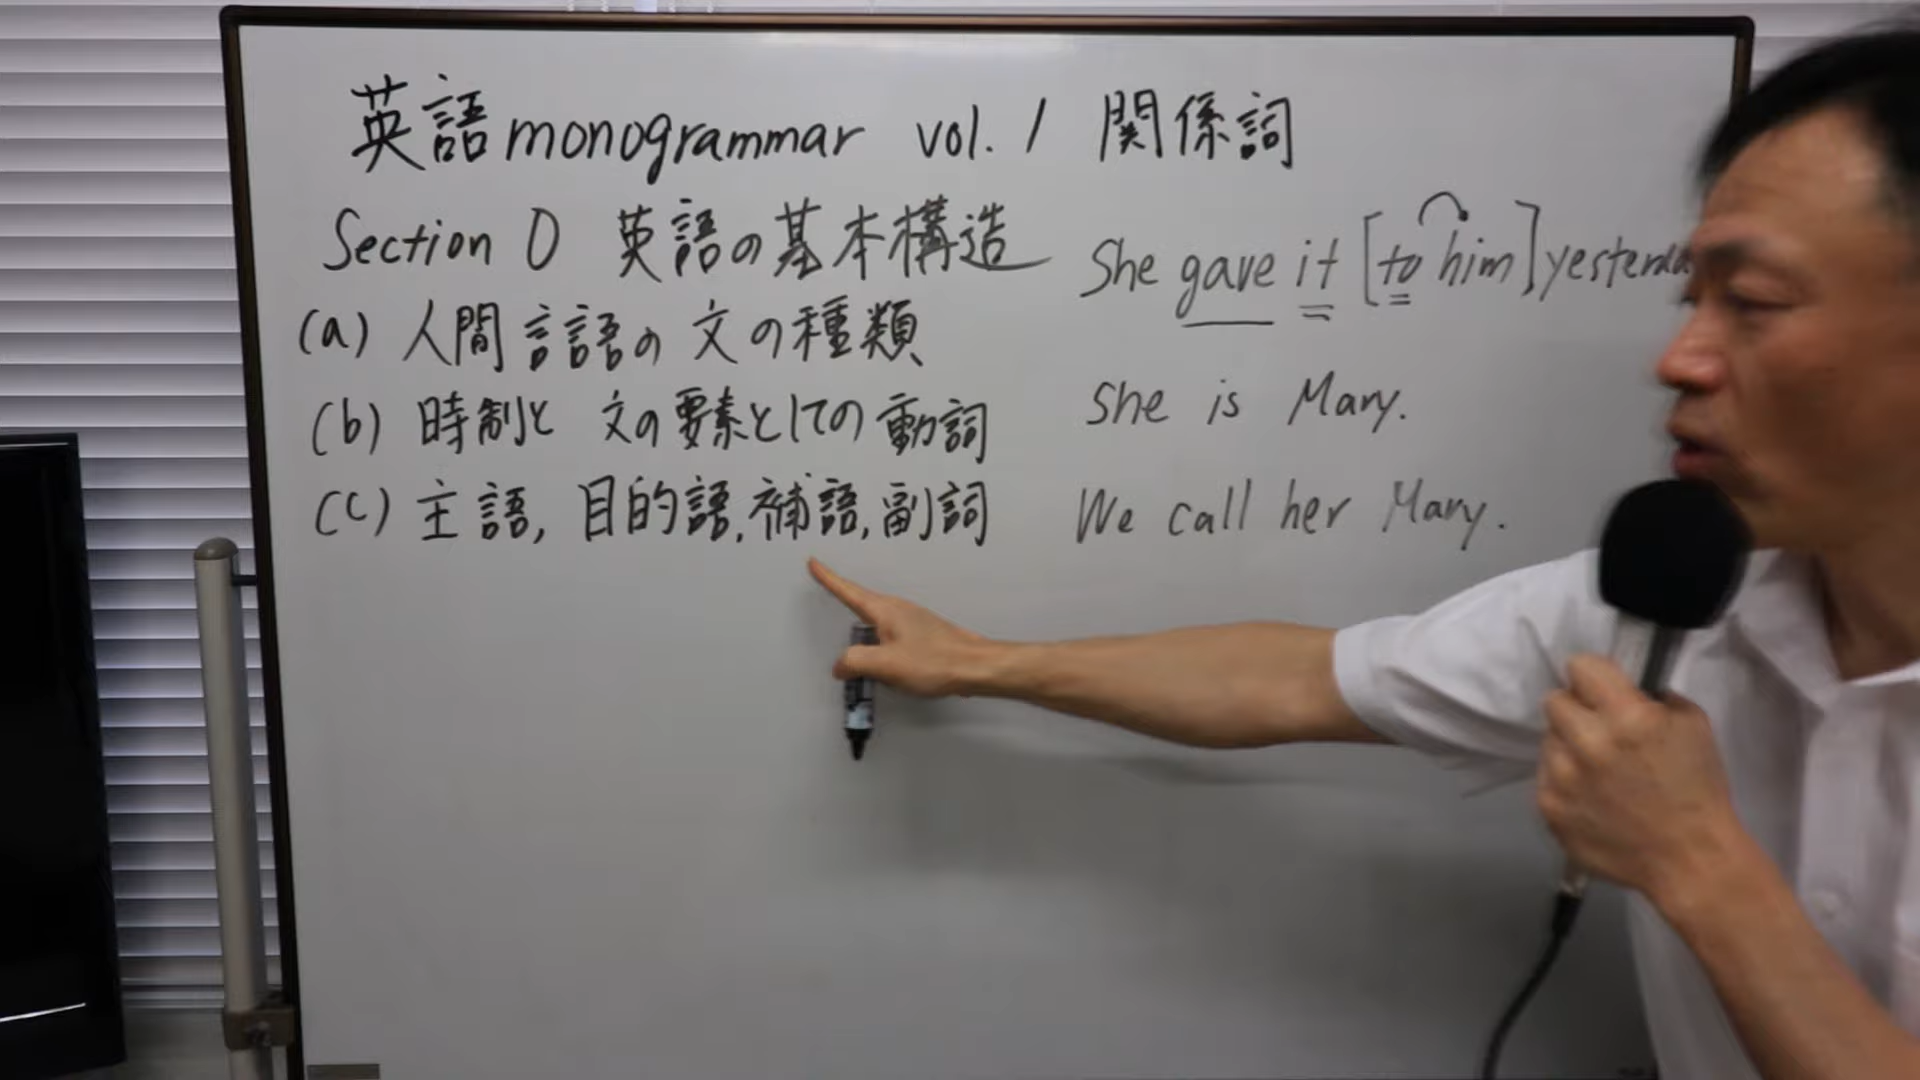 英語monogrammar vol. 1 関係詞
Section 0 英語の基本構造
(a) 人間言語の文の種類
(b) 時制と 文の要素としての動詞
(c) 主語, 目的語, 補語, 副詞
She gave it [to him] yesterda
She is Mary.
We call her Mary.